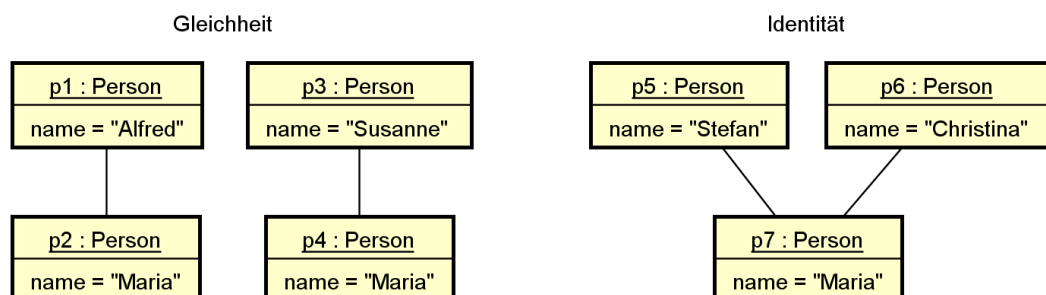 Gleichheit
Identität
p1 : Person
name = "Alfred"
p3 : Person
name = "Susanne"
p5 : Person
name = "Stefan"
p6 : Person
name = "Christina"
p2 : Person
name = "Maria"
p4 : Person
name = "Maria"
p7 : Person
name = "Maria"